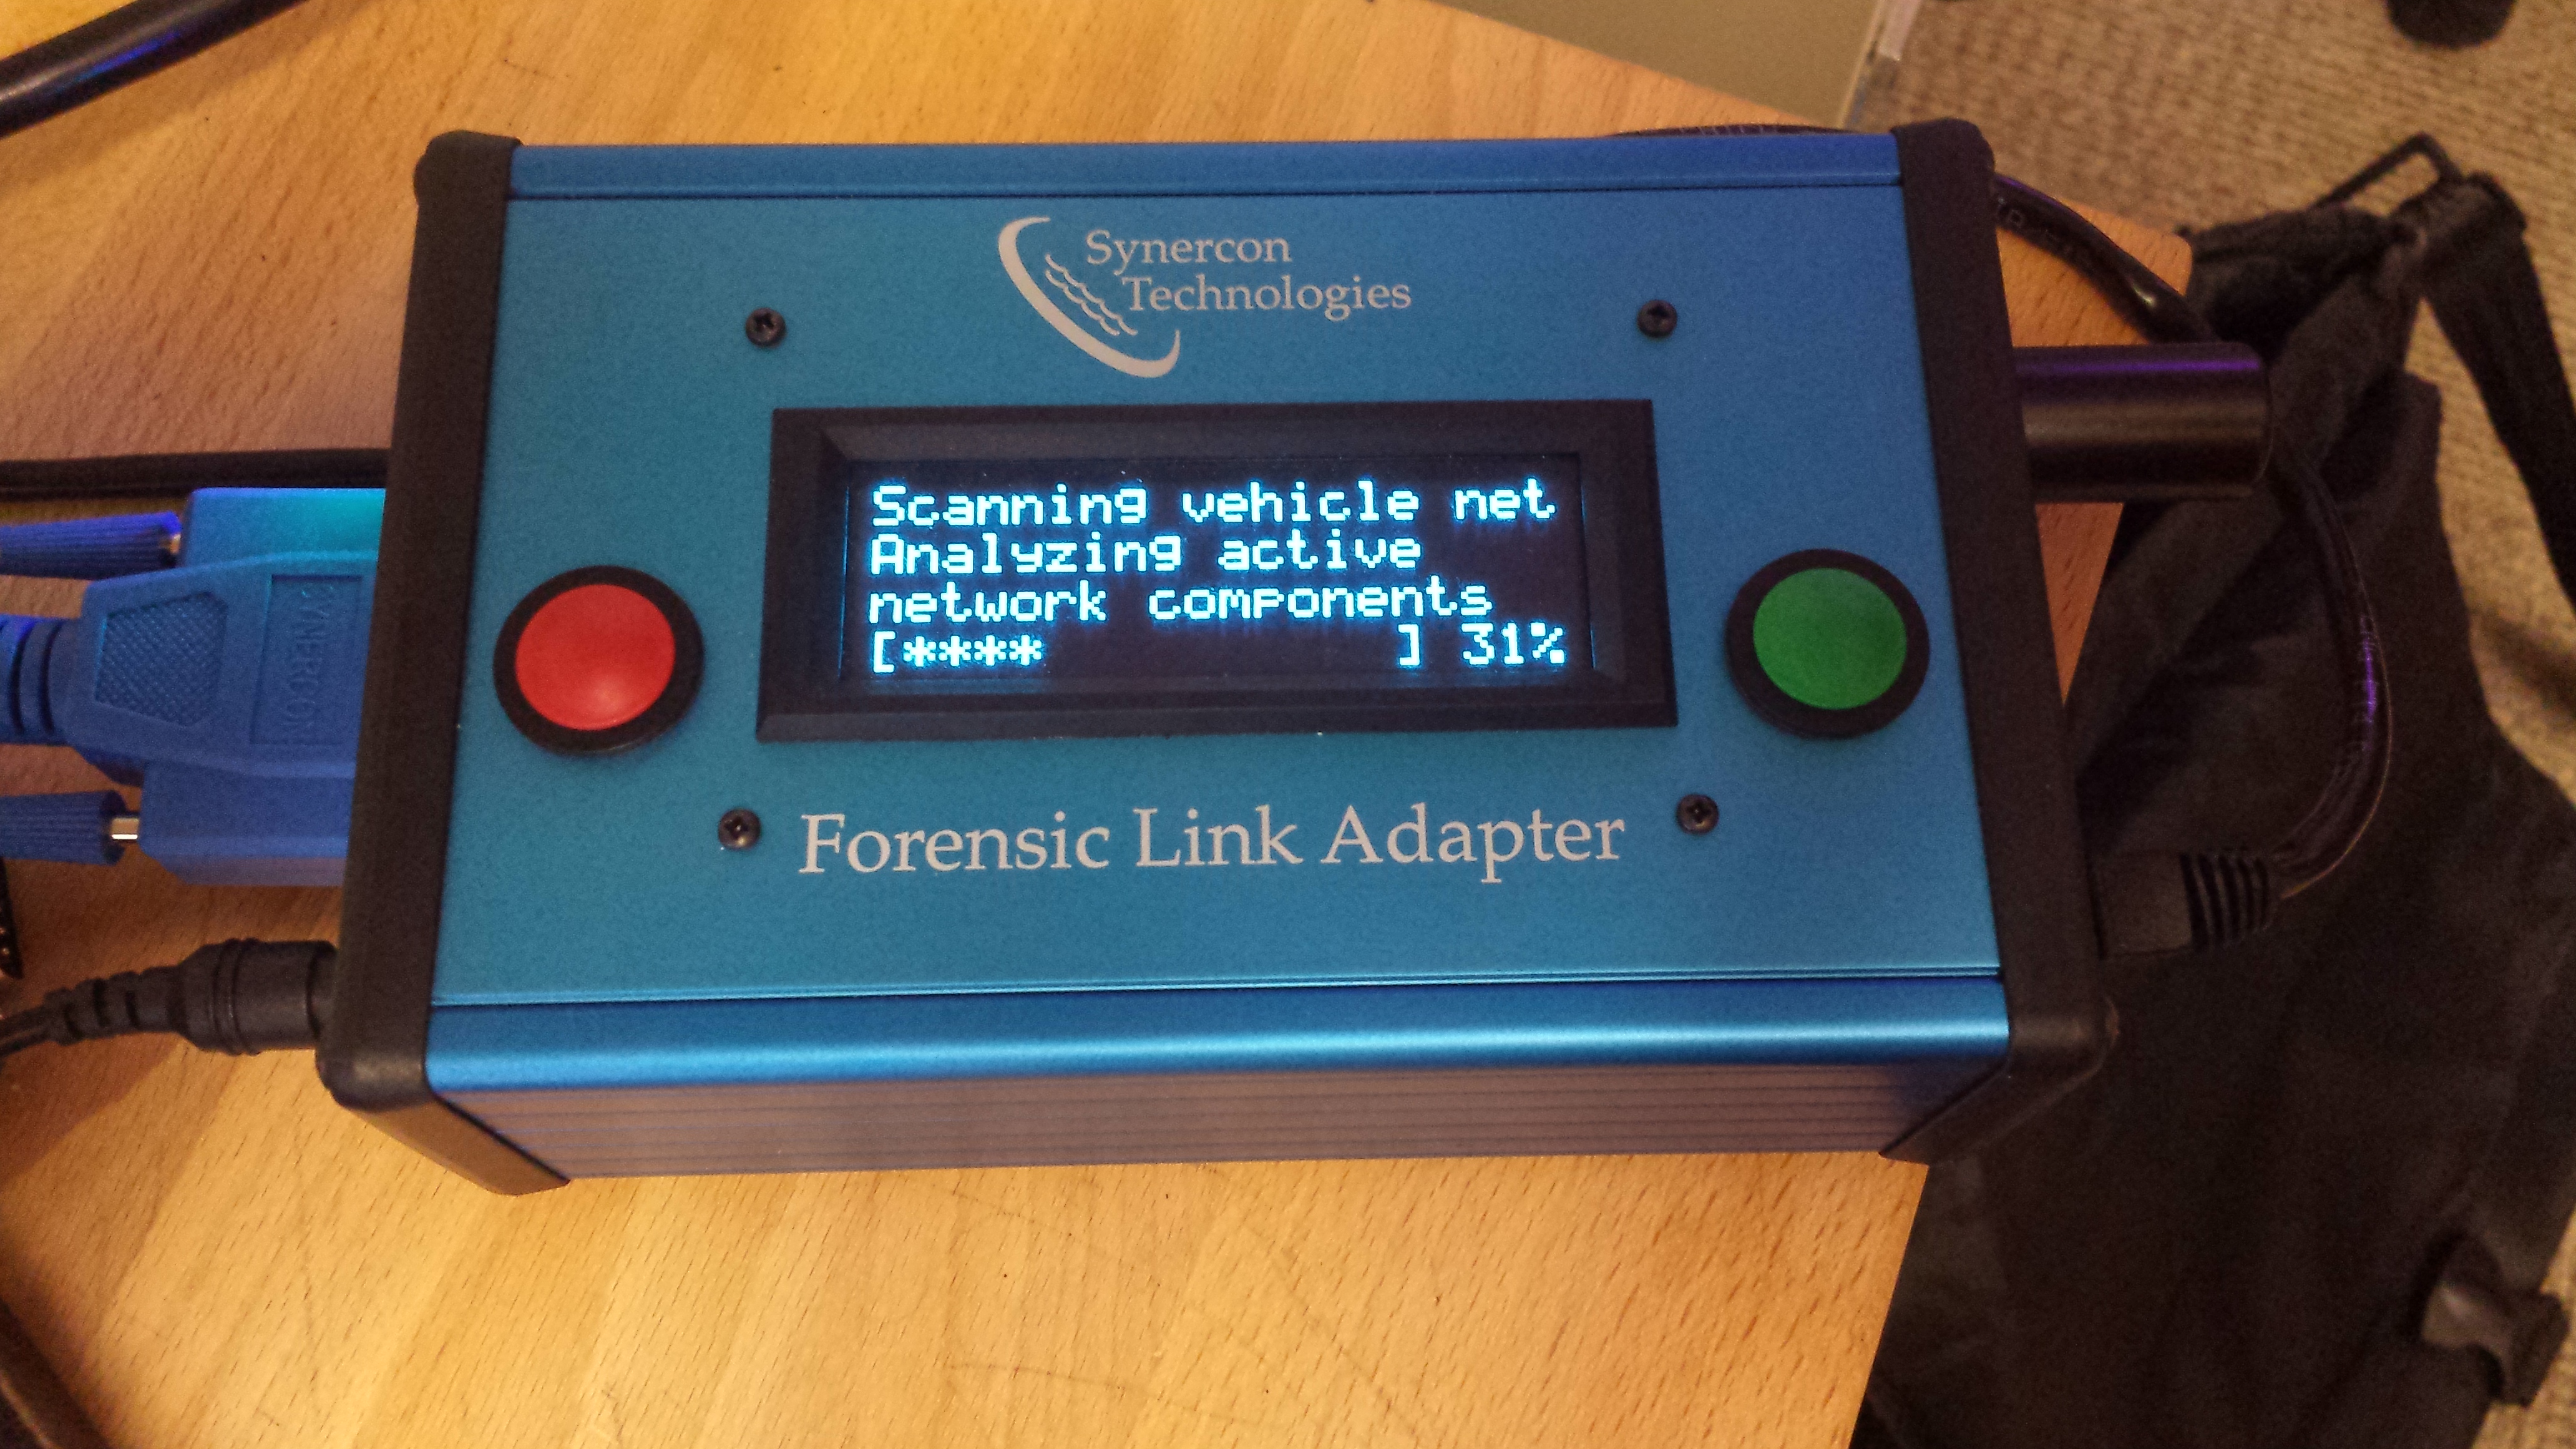 Synercon
Technologies
Scanning vehicle net
Analyzing active
network components
[**** ] 31%
Forensic Link Adapter
SYNERCON